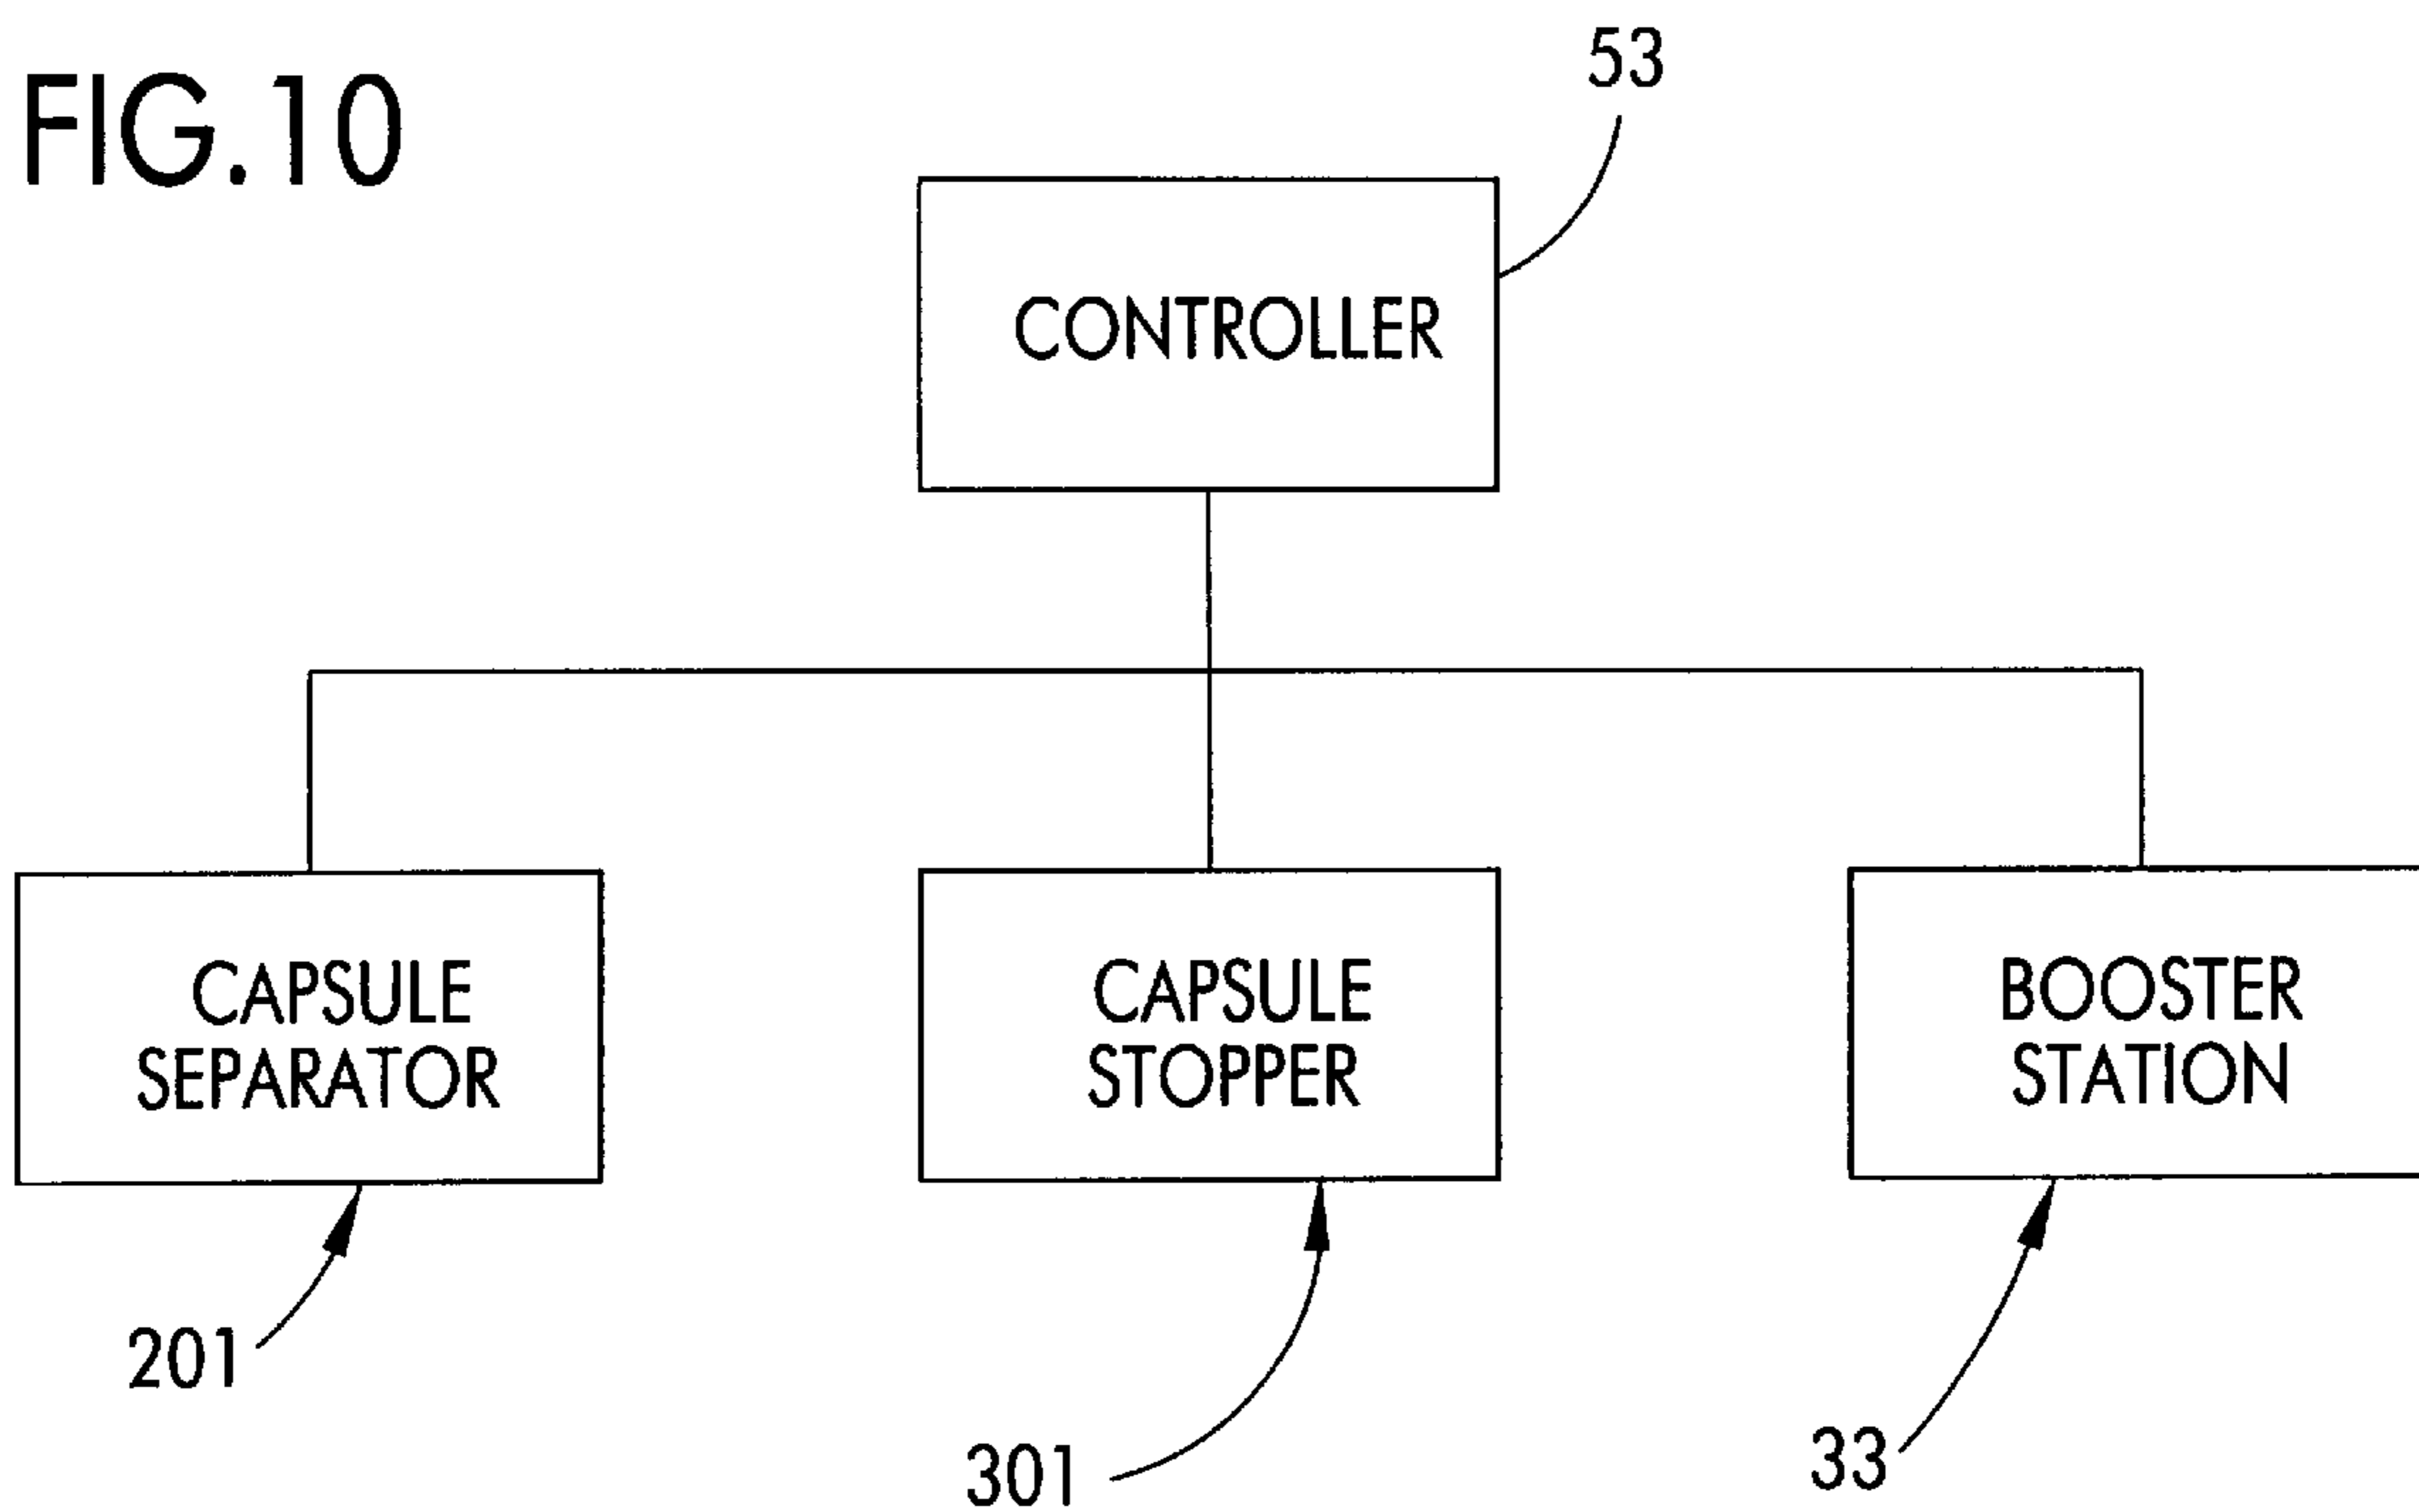 FIG.10
53
CONTROLLER
CAPSULE
SEPARATOR
CAPSULE
STOPPER
BOOSTER
STATION
201
301
33